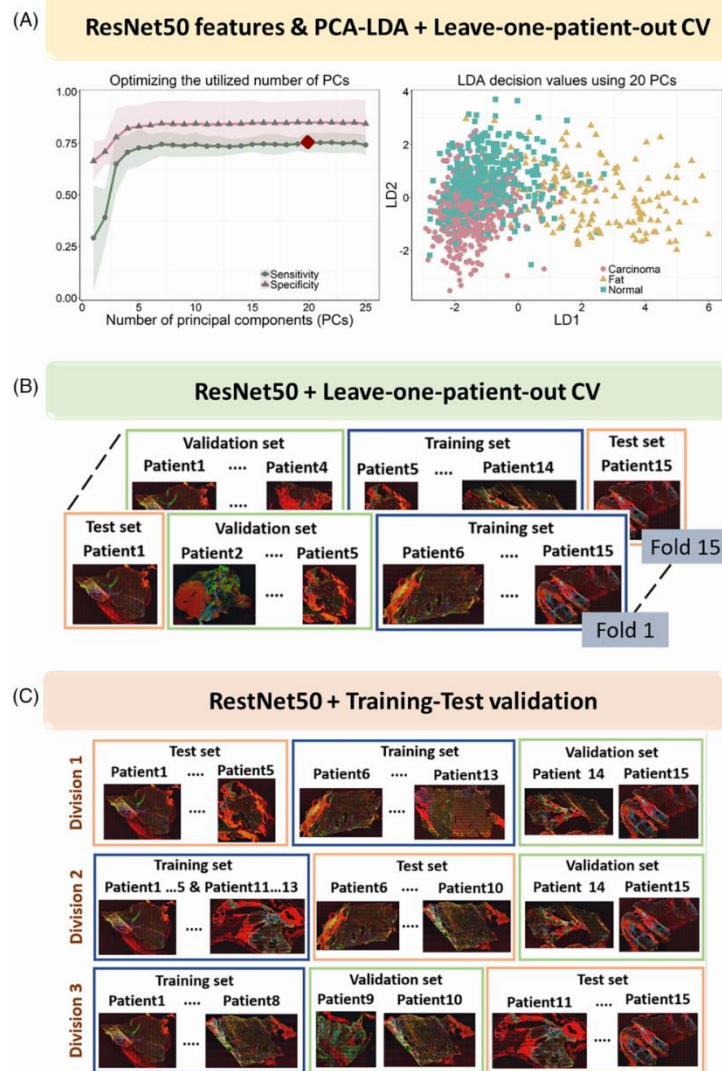 (A)
ResNet50 features & PCA-LDA + Leave-one-patient-out CV
Optimizing the utilized number of PCs
1.00
0.75
0.50
0.25
0.00
Sensitivity
Specificity
1 5 10 15 20 25
Number of principal components (PCs)
LDA decision values using 20 PCs
4
2
0
-2
LD2
Carcinoma
Fat
Normal
-2 0 2 4 6
LD1
(B)
ResNet50 + Leave-one-patient-out CV
Validation set
Patient1 .... Patient4
....
Training set
Patient5 .... Patient14
Test set
Patient15
Fold 15
Test set
Patient1
Validation set
Patient2 .... Patient5
....
Training set
Patient6 .... Patient15
....
Fold 1
(C)
RestNet50 + Training-Test validation
Division 1
Test set
Patient1 .... Patient5
....
Training set
Patient6 .... Patient13
....
Validation set
Patient 14 Patient15
Division 2
Training set
Patient1 ...5 & Patient11...13
....
Test set
Patient6 .... Patient10
....
Validation set
Patient 14 Patient15
Division 3
Training set
Patient1 .... Patient8
....
Validation set
Patient9 Patient10
Test set
Patient11 .... Patient15
....